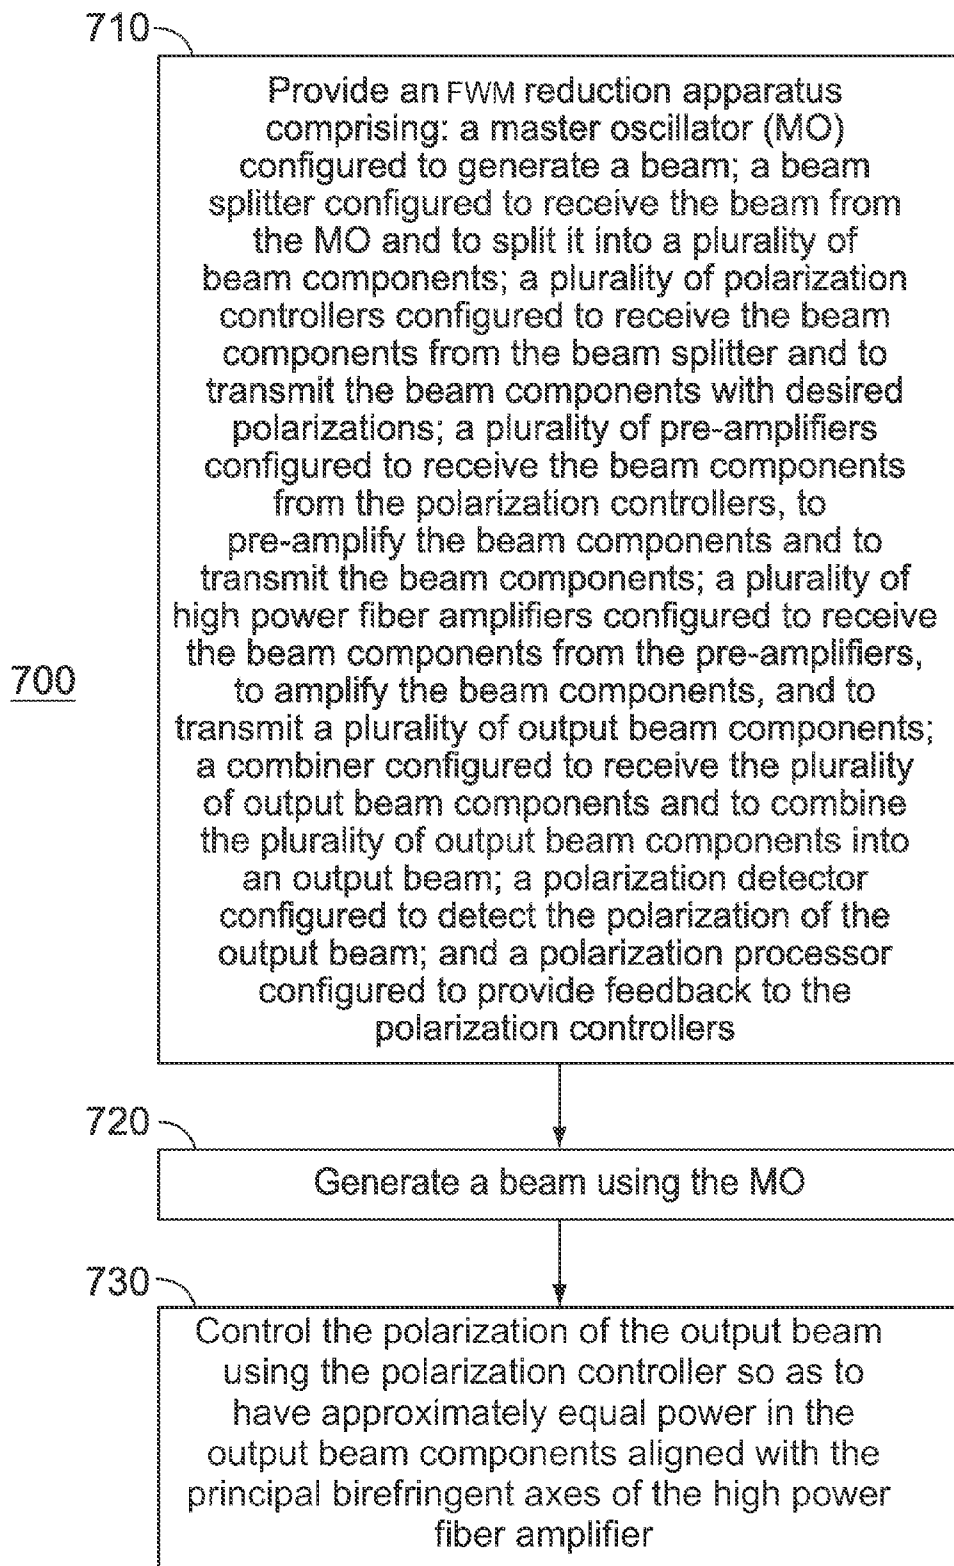 710
Provide an FWM reduction apparatus
comprising: a master oscillator (MO)
configured to generate a beam; a beam
splitter configured to receive the beam from
the MO and to split it into a plurality of
beam components; a plurality of polarization
controllers configured to receive the beam
components from the beam splitter and to
transmit the beam components with desired
polarizations; a plurality of pre-amplifiers
configured to receive the beam components
from the polarization controllers, to
pre-amplify the beam components and to
transmit the beam components; a plurality of
high power fiber amplifiers configured to receive
the beam components from the pre-amplifiers,
to amplify the beam components, and to
transmit a plurality of output beam components;
a combiner configured to receive the plurality
of output beam components and to combine
the plurality of output beam components into
an output beam; a polarization detector
configured to detect the polarization of the
output beam; and a polarization processor
configured to provide feedback to the
polarization controllers
700
720
Generate a beam using the MO
730
Control the polarization of the output beam
using the polarization controller so as to
have approximately equal power in the
output beam components aligned with the
principal birefringent axes of the high power
fiber amplifier